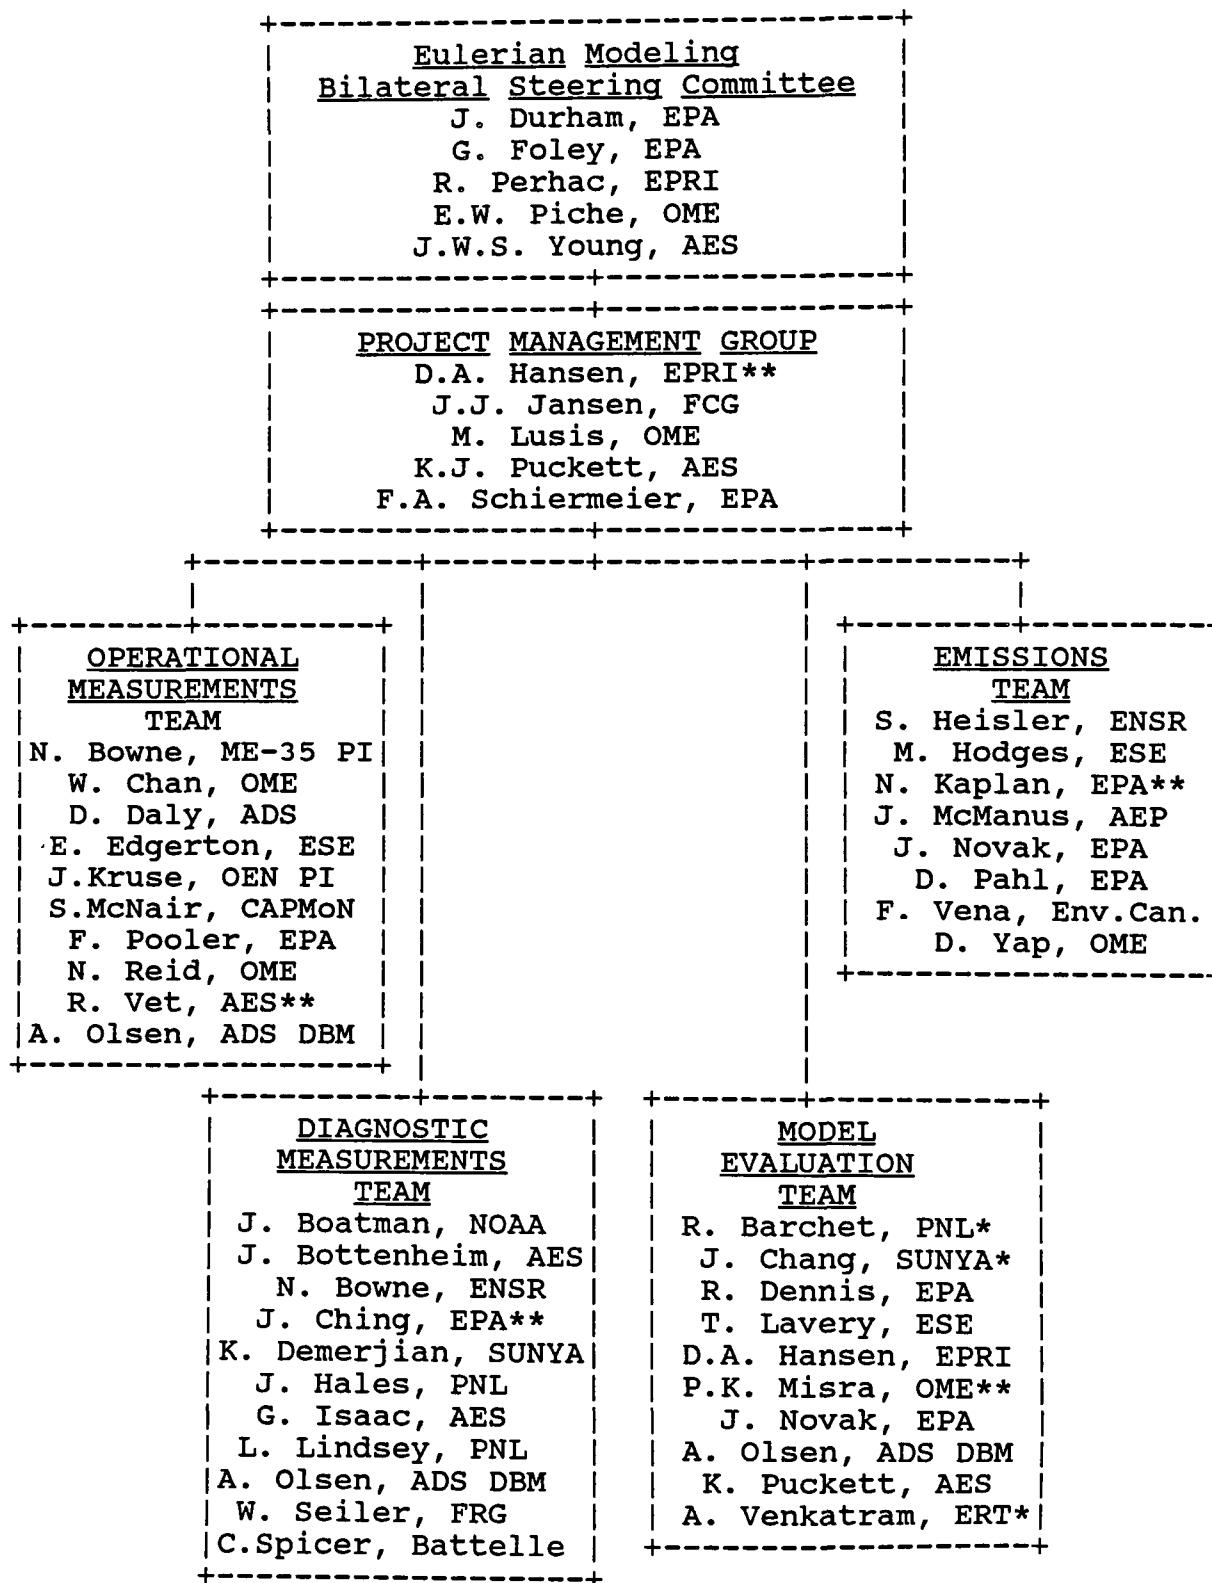 Eulerian Modeling
Bilateral Steering Committee
J. Durham, EPA
G. Foley, EPA
R. Perhac, EPRI
E.W. Piche, OME
J.W.S. Young, AES
PROJECT MANAGEMENT GROUP
D.A. Hansen, EPRI**
J.J. Jansen, FCG
M. Lusis, OME
K.J. Puckett, AES
F.A. Schiermeier, EPA
OPERATIONAL
MEASUREMENTS
TEAM
N. Bowne, ME-35 PI
W. Chan, OME
D. Daly, ADS
E. Edgerton, ESE
J.Kruse, OEN PI
S.McNair, CAPMoN
F. Pooler, EPA
N. Reid, OME
R. Vet, AES**
A. Olsen, ADS DBM
EMISSIONS
TEAM
S. Heisler, ENSR
M. Hodges, ESE
N. Kaplan, EPA**
J. McManus, AEP
J. Novak, EPA
D. Pahl, EPA
F. Vena, Env.Can.
D. Yap, OME
DIAGNOSTIC
MEASUREMENTS
TEAM
J. Boatman, NOAA
J. Bottenheim, AES
N. Bowne, ENSR
J. Ching, EPA**
K. Demerjian, SUNYA
J. Hales, PNL
G. Isaac, AES
L. Lindsey, PNL
A. Olsen, ADS DBM
W. Seiler, FRG
C.Spicer, Battelle
MODEL
EVALUATION
TEAM
R. Barchet, PNL*
J. Chang, SUNYA*
R. Dennis, EPA
T. Lavery, ESE
D.A. Hansen, EPRI
P.K. Misra, OME**
J. Novak, EPA
A. Olsen, ADS DBM
K. Puckett, AES
A. Venkatram, ERT*